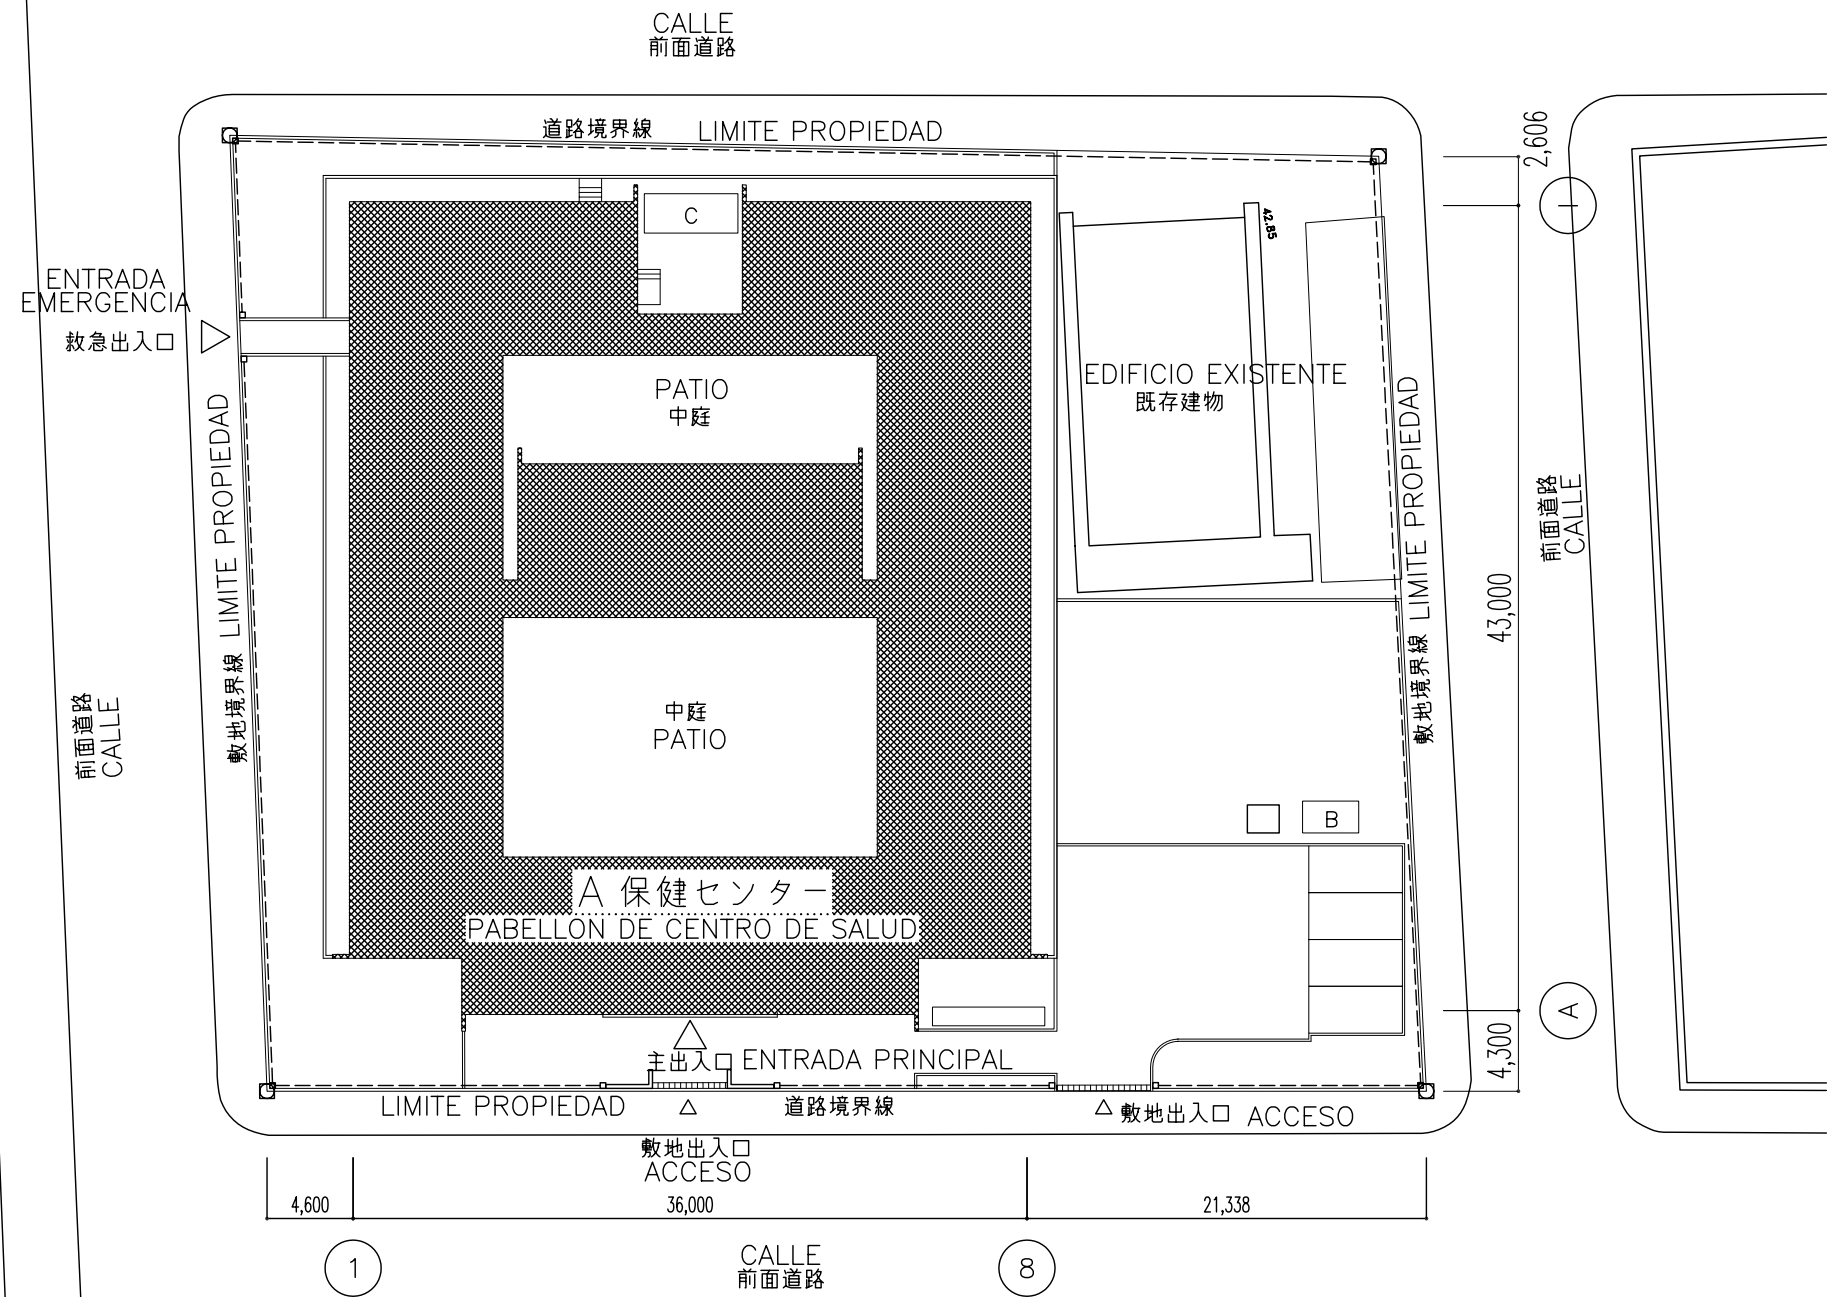 CALLE
前面道路
道路境界線 LIMITE PROPIEDAD
2,606
I
C
42.85
ENTRADA
EMERGENCIA
救急出入口
PATIO
中庭
EDIFICIO EXISTENTE
既存建物
敷地境界線 LIMITE PROPIEDAD
敷地境界線 LIMITE PROPIEDAD
前面道路
CALLE
43,000
前面道路
CALLE
中庭
PATIO
B
A 保健センター
PABELLON DE CENTRO DE SALUD
A
4,300
主出入口 ENTRADA PRINCIPAL
LIMITE PROPIEDAD
道路境界線
敷地出入口 ACCESO
敷地出入口
ACCESO
4,600
36,000
21,338
1
8
CALLE
前面道路